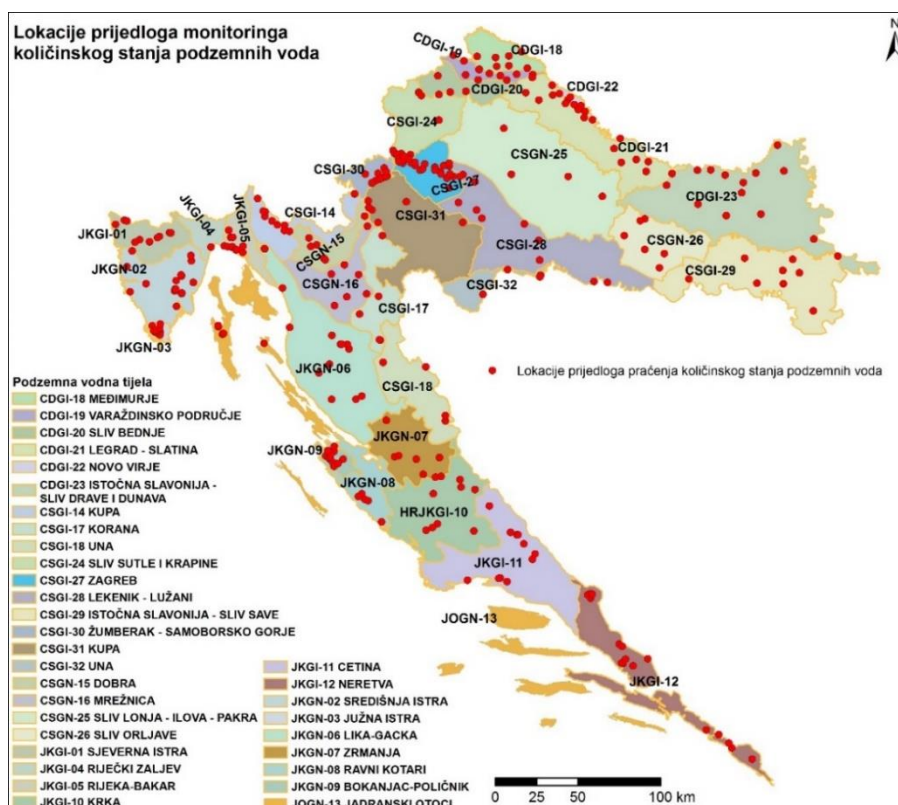 Lokacije prijedloga monitoringa
količinskog stanja podzemnih voda
N
CDGI-19
CDGI-18
CDGI-20
CDGI-22
CSGI-24
CDGI-21
CSGN-25
CSGI-30
CSGI-27
CDGI-23
JKGI-04
JKGI-05
CSGI-14
CSGI-31
JKGI-01
CSGN-15
CSGI-28
CSGN-26
JKGN-02
CSGN-16
CSGI-32
CSGI-29
CSGI-17
JKGN-03
JKGN-06
Lokacije prijedloga praćenja količinskog stanja podzemnih voda
CSGI-18
JKGN-07
JKGN-09
JKGN-08
HRJKGI-10
JKGI-11
JOGN-13
JKGI-12
Podzemna vodna tijela
CDGI-18 MEĐIMURJE
CDGI-19 VARAŽDINSKO PODRUČJE
CDGI-20 SLIV BEDNJE
CDGI-21 LEGRAD - SLATINA
CDGI-22 NOVO VIRJE
CDGI-23 ISTOČNA SLAVONIJA -
SLIV DRAVE I DUNAVA
CSGI-14 KUPA
CSGI-17 KORANA
CSGI-18 UNA
CSGI-24 SLIV SUTLE I KRAPINE
CSGI-27 ZAGREB
CSGI-28 LEKENIK - LUŽANI
CSGI-29 ISTOČNA SLAVONIJA - SLIV SAVE
CSGI-30 ŽUMBERAK - SAMOBORSKO GORJE
CSGI-31 KUPA
CSGI-32 UNA
CSGN-15 DOBRA
CSGN-16 MREŽNICA
CSGN-25 SLIV LONJA - ILOVA - PAKRA
CSGN-26 SLIV ORLJAVE
JKGI-01 SJEVERNA ISTRA
JKGI-04 RIJEČKI ZALJEV
JKGI-05 RIJEKA-BAKAR
JKGI-10 KRKA
JKGI-11 CETINA
JKGI-12 NERETVA
JKGN-02 SREDIŠNJA ISTRA
JKGN-03 JUŽNA ISTRA
JKGN-06 LIKA-GACKA
JKGN-07 ZRMANJA
JKGN-08 RAVNI KOTARI
JKGN-09 BOKANJAC-POLIČNIK
JOGN-13 JADRANSKI OTOCI
0 25 50 100 km